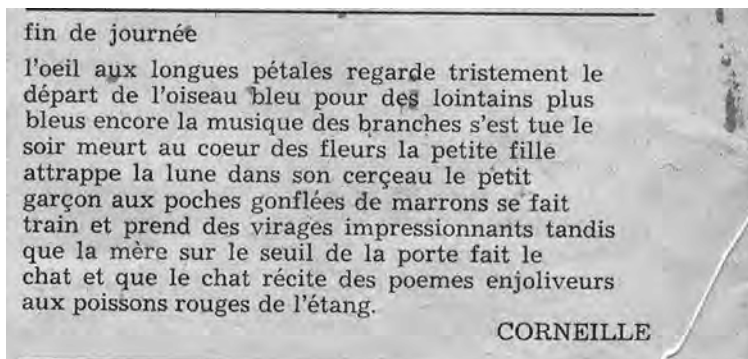 fin de journée
l'oeil aux longues pétales regarde tristement le
départ de l'oiseau bleu pour des lointains plus
bleus encore la musique des branches s'est tue le
soir meurt au coeur des fleurs la petite fille
attrappe la lune dans son cerçeau le petit
garçon aux poches gonflées de marrons se fait
train et prend des virages impressionnants tandis
que la mère sur le seuil de la porte fait le
chat et que le chat récite des poemes enjoliveurs
aux poissons rouges de l'étang.
CORNEILLE